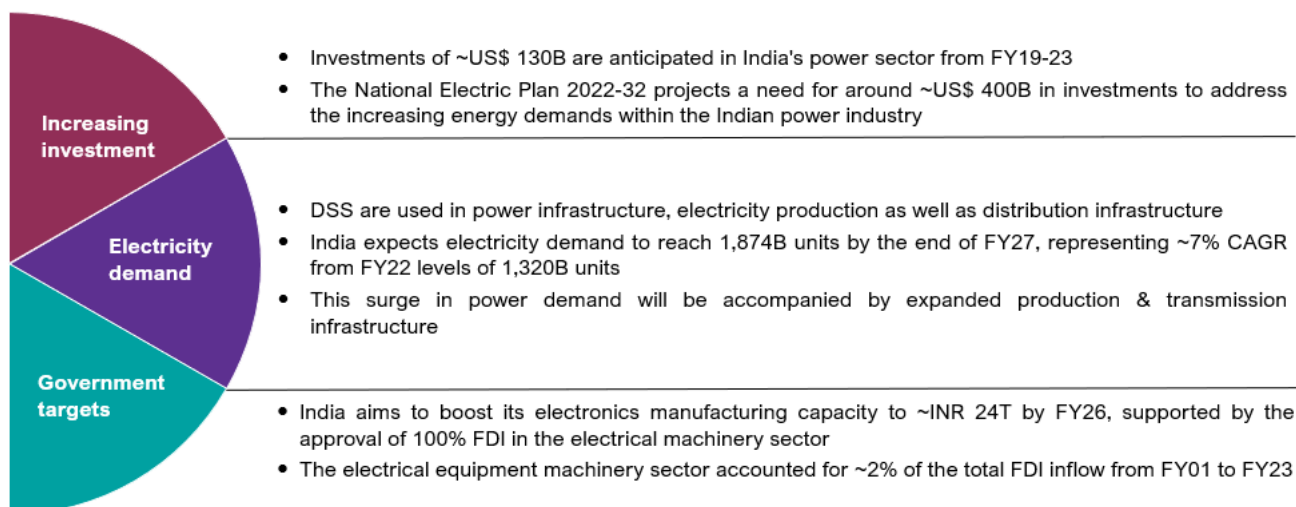 Increasing
investment
• Investments of ~US$ 130B are anticipated in India's power sector from FY19-23
• The National Electric Plan 2022-32 projects a need for around ~US$ 400B in investments to address
the increasing energy demands within the Indian power industry
Electricity
demand
• DSS are used in power infrastructure, electricity production as well as distribution infrastructure
• India expects electricity demand to reach 1,874B units by the end of FY27, representing ~7% CAGR
from FY22 levels of 1,320B units
• This surge in power demand will be accompanied by expanded production & transmission
infrastructure
Government
targets
• India aims to boost its electronics manufacturing capacity to ~INR 24T by FY26, supported by the
approval of 100% FDI in the electrical machinery sector
• The electrical equipment machinery sector accounted for ~2% of the total FDI inflow from FY01 to FY23